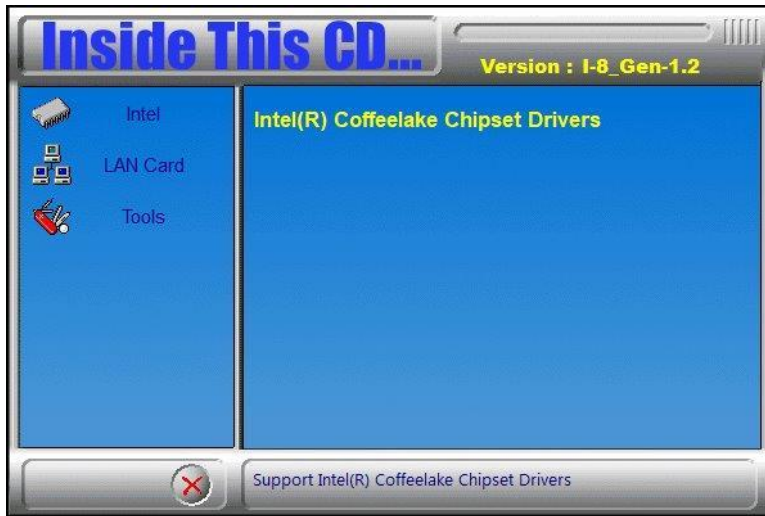 Inside This CD...
Version : I-8_Gen-1.2
Intel
LAN Card
Tools
Intel(R) Coffeelake Chipset Drivers
Support Intel(R) Coffeelake Chipset Drivers